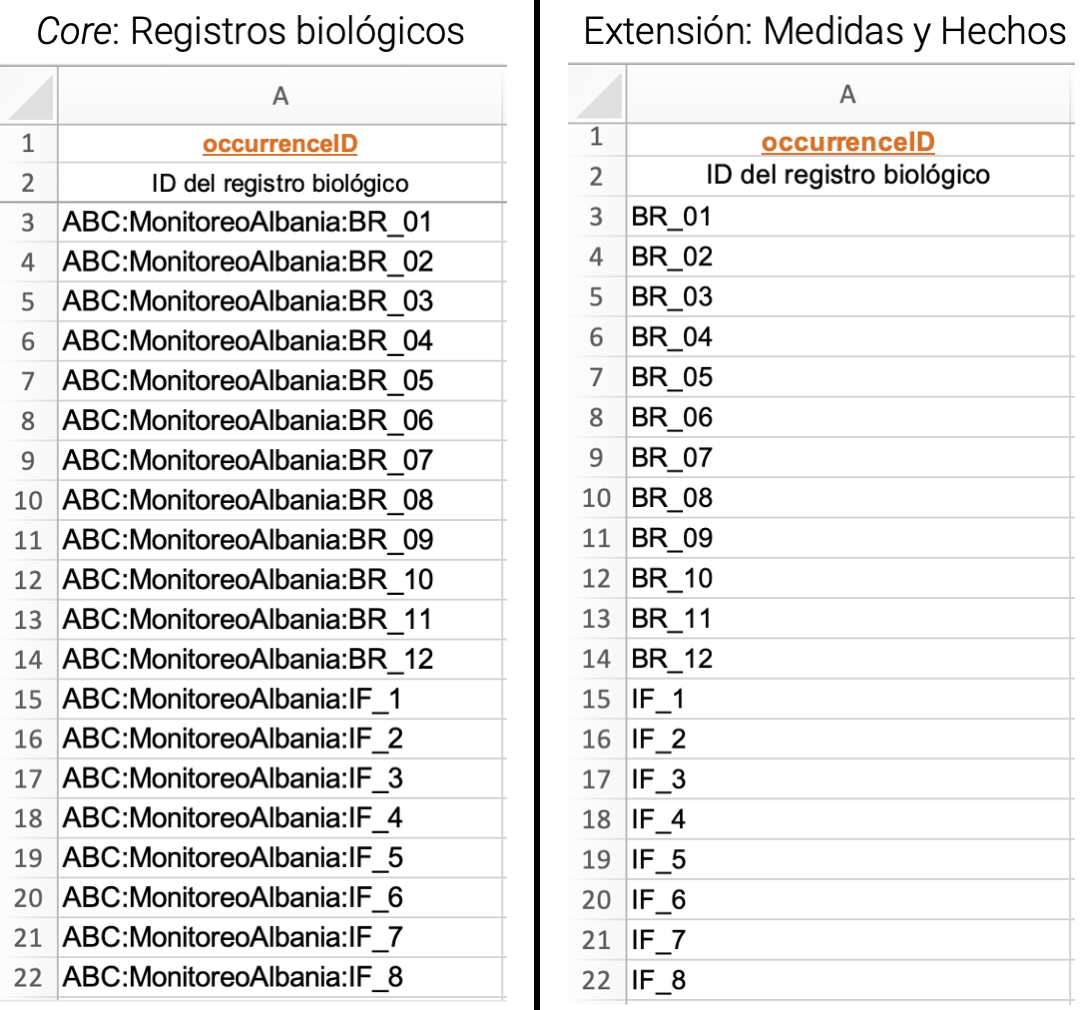 Core: Registros biológicos
A
1 occurrenceID
2 ID del registro biológico
3 ABC:MonitoreoAlbania:BR_01
4 ABC:MonitoreoAlbania:BR_02
5 ABC:MonitoreoAlbania:BR_03
6 ABC:MonitoreoAlbania:BR_04
7 ABC:MonitoreoAlbania:BR_05
8 ABC:MonitoreoAlbania:BR_06
9 ABC:MonitoreoAlbania:BR_07
10 ABC:MonitoreoAlbania:BR_08
11 ABC:MonitoreoAlbania:BR_09
12 ABC:MonitoreoAlbania:BR_10
13 ABC:MonitoreoAlbania:BR_11
14 ABC:MonitoreoAlbania:BR_12
15 ABC:MonitoreoAlbania:IF_1
16 ABC:MonitoreoAlbania:IF_2
17 ABC:MonitoreoAlbania:IF_3
18 ABC:MonitoreoAlbania:IF_4
19 ABC:MonitoreoAlbania:IF_5
20 ABC:MonitoreoAlbania:IF_6
21 ABC:MonitoreoAlbania:IF_7
22 ABC:MonitoreoAlbania:IF_8
Extensión: Medidas y Hechos
A
1 occurrenceID
2 ID del registro biológico
3 BR_01
4 BR_02
5 BR_03
6 BR_04
7 BR_05
8 BR_06
9 BR_07
10 BR_08
11 BR_09
12 BR_10
13 BR_11
14 BR_12
15 IF_1
16 IF_2
17 IF_3
18 IF_4
19 IF_5
20 IF_6
21 IF_7
22 IF_8